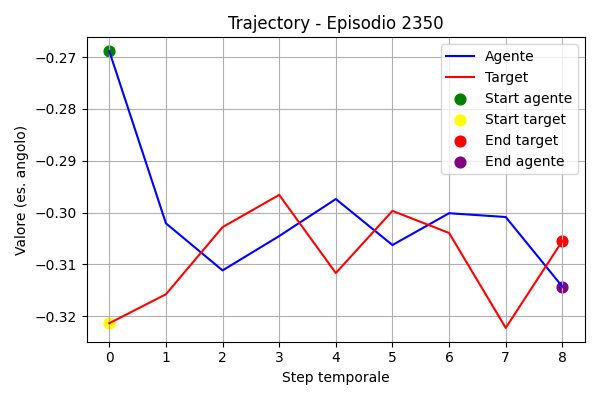 Trajectory - Episodio 2350
Agente
Target
Start agente
Start target
End target
End agente
Valore (es. angolo)
−0.27
−0.28
−0.29
−0.30
−0.31
−0.32
0 1 2 3 4 5 6 7 8
Step temporale